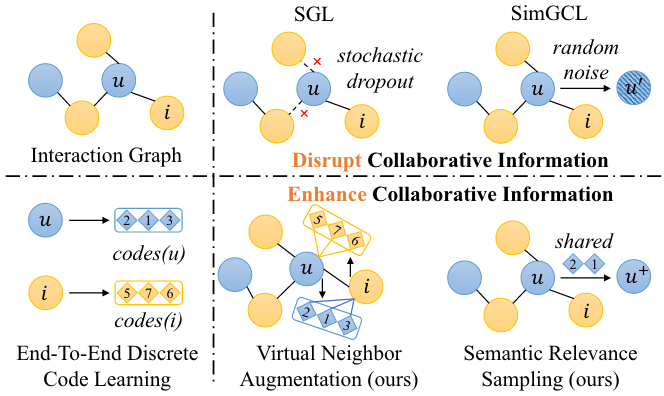 SGL
SimGCL
u
i
Interaction Graph
u
i
stochastic
dropout
u
i
random
noise
u'
Disrupt Collaborative Information
Enhance Collaborative Information
u
2 1 3
codes(u)
i
5 7 6
codes(i)
End-To-End Discrete
Code Learning
5 7 6
u
i
2 1 3
Virtual Neighbor
Augmentation (ours)
u
i
shared
2 1
u+
Semantic Relevance
Sampling (ours)